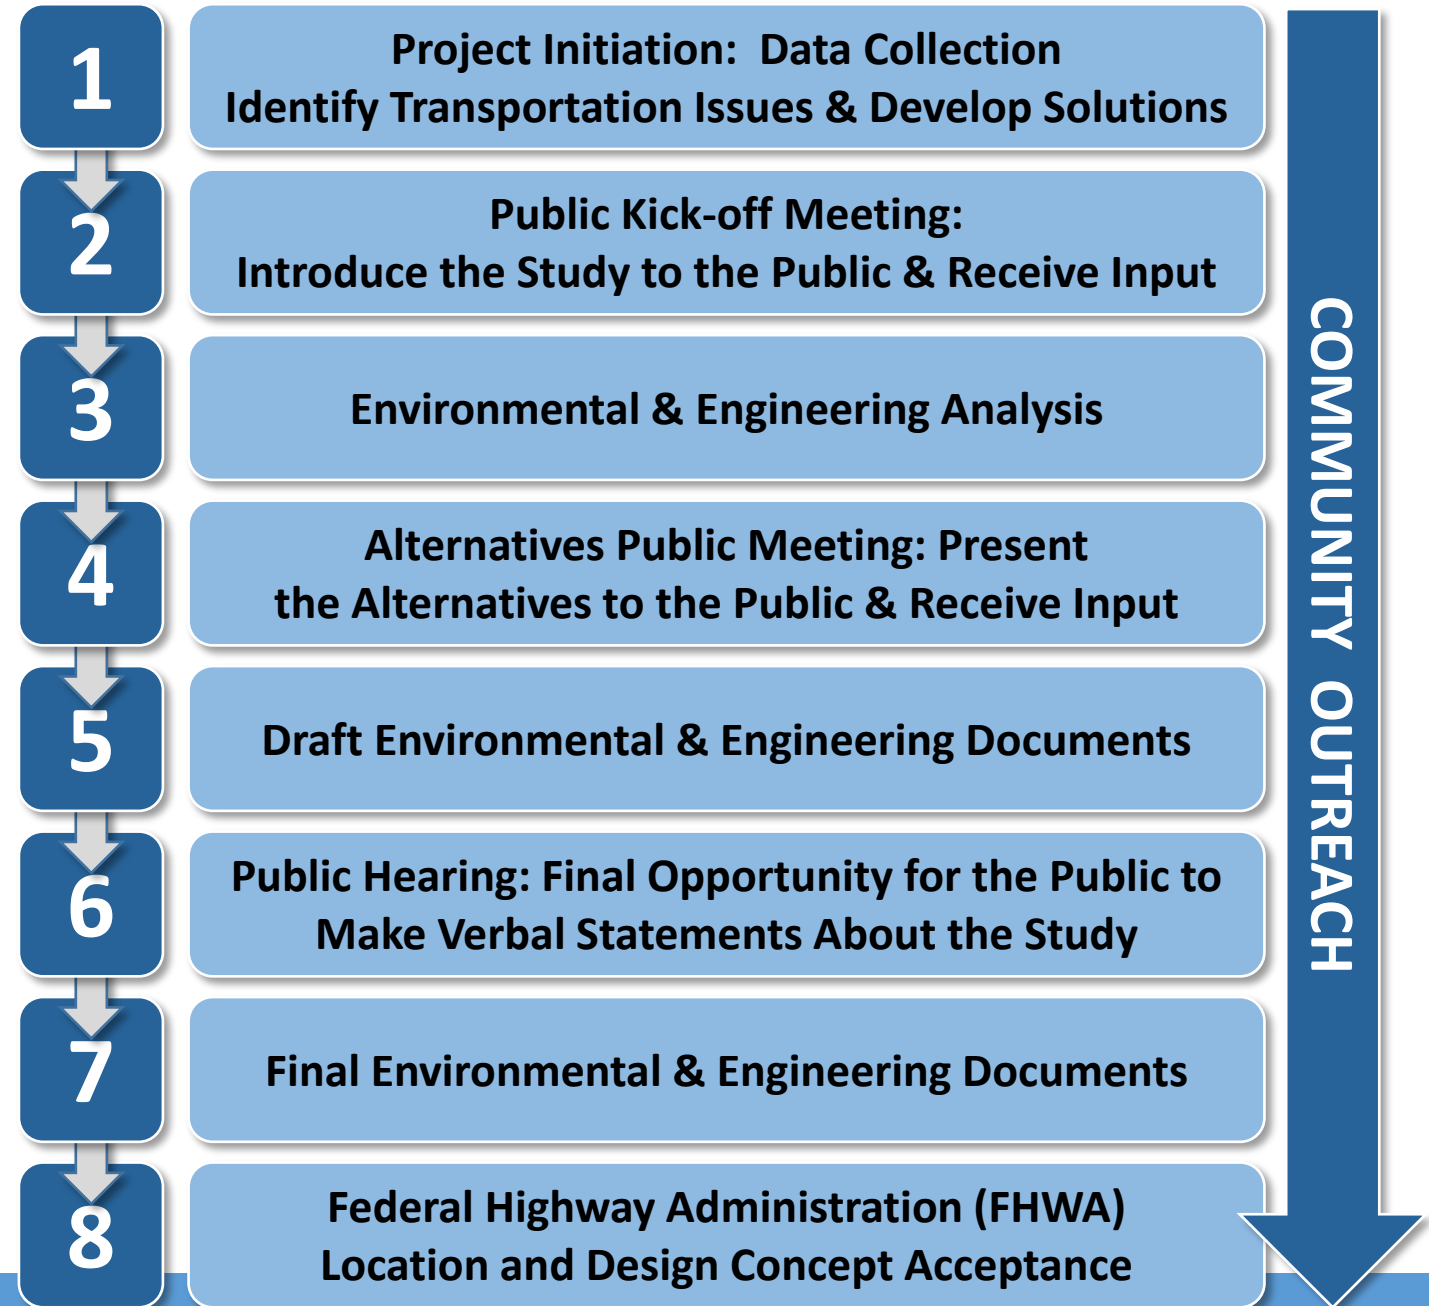 1
Project Initiation:  Data Collection
Identify Transportation Issues & Develop Solutions
2
Public Kick-off Meeting:
Introduce the Study to the Public & Receive Input
3
Environmental & Engineering Analysis
4
Alternatives Public Meeting: Present
the Alternatives to the Public & Receive Input
5
Draft Environmental & Engineering Documents
6
Public Hearing: Final Opportunity for the Public to
Make Verbal Statements About the Study
7
Final Environmental & Engineering Documents
8
Federal Highway Administration (FHWA)
Location and Design Concept Acceptance
COMMUNITY OUTREACH